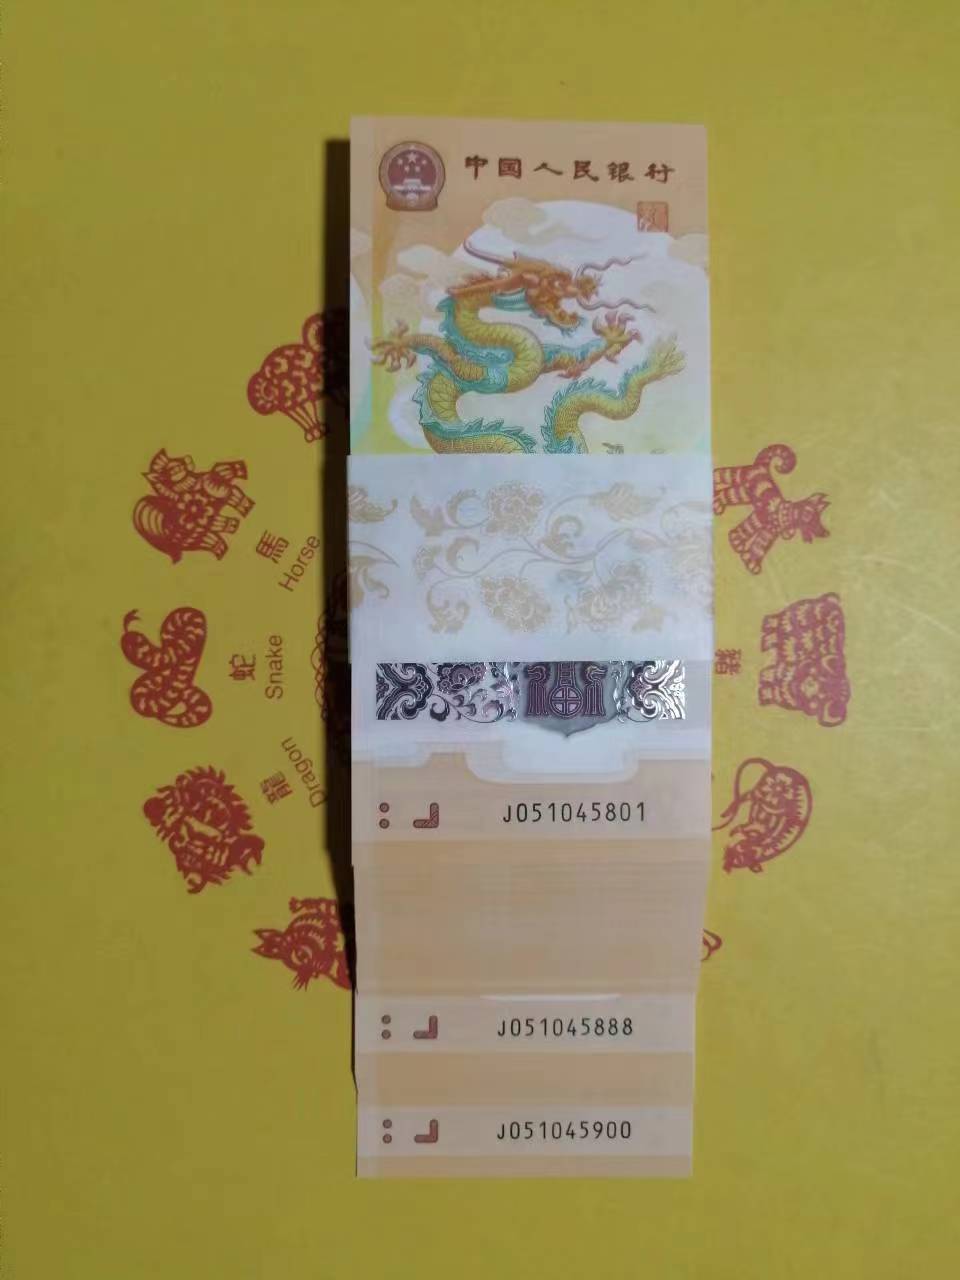 中国人民银行
馬
Horse
蛇
Snake
龍
Dragon
J051045801
J051045888
J051045900